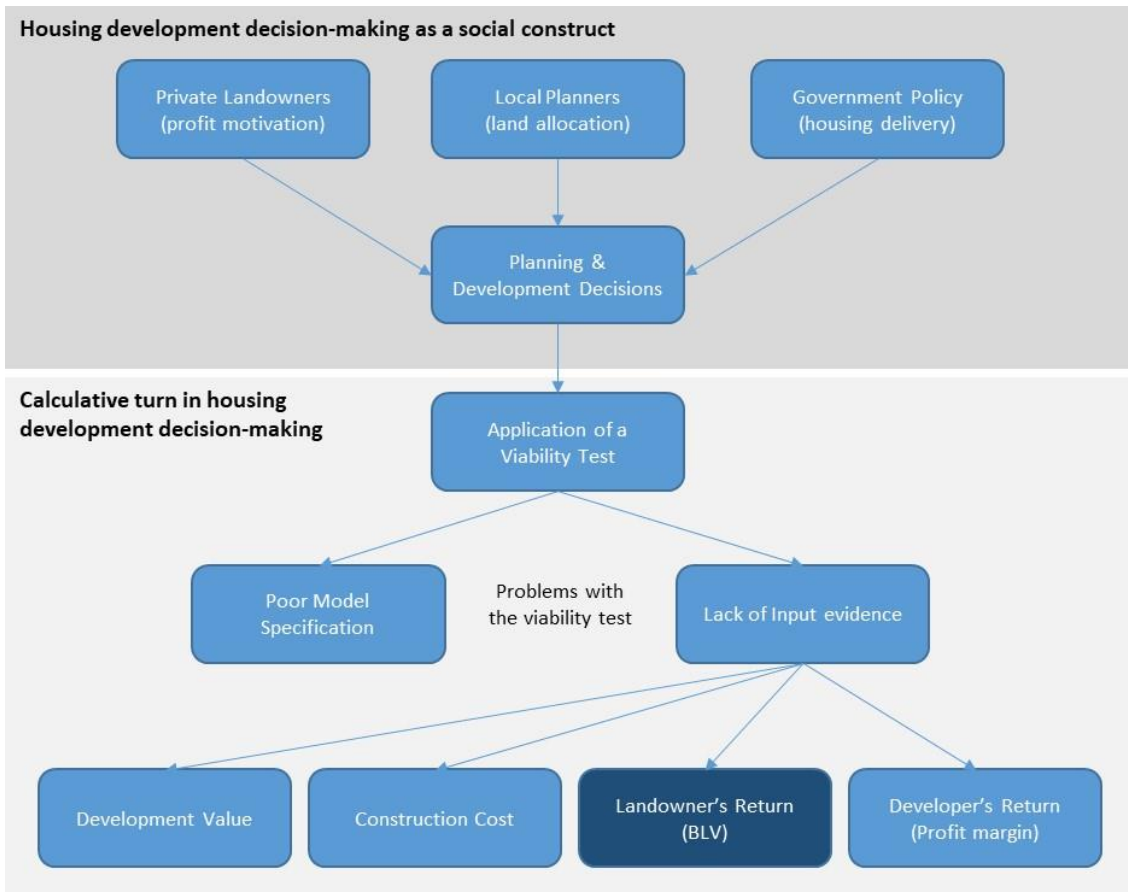 Housing development decision-making as a social construct
Private Landowners
(profit motivation)
Local Planners
(land allocation)
Government Policy
(housing delivery)
Planning &
Development Decisions
Calculative turn in housing
development decision-making
Application of a
Viability Test
Poor Model
Specification
Problems with
the viability test
Lack of Input evidence
Development Value
Construction Cost
Landowner's Return
(BLV)
Developer's Return
(Profit margin)